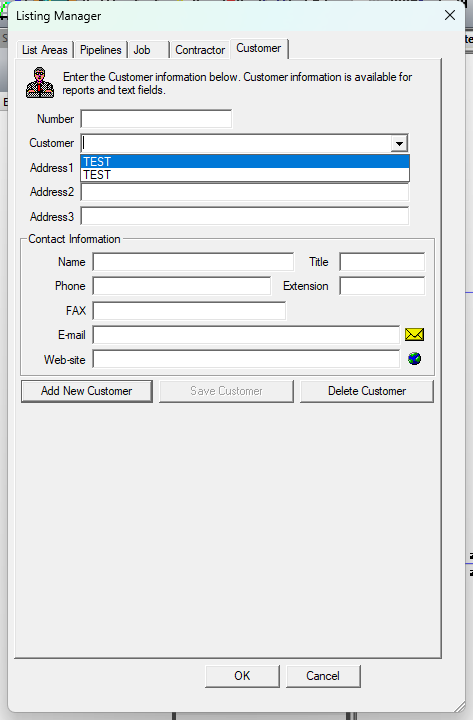 Listing Manager
List Areas Pipelines Job Contractor Customer
Enter the Customer information below. Customer information is available for
reports and text fields.
Number
Customer
TEST
Address1
TEST
Address2
Address3
Contact Information
Name Title
Phone Extension
FAX
E-mail
Web-site
Add New Customer Save Customer Delete Customer
OK Cancel